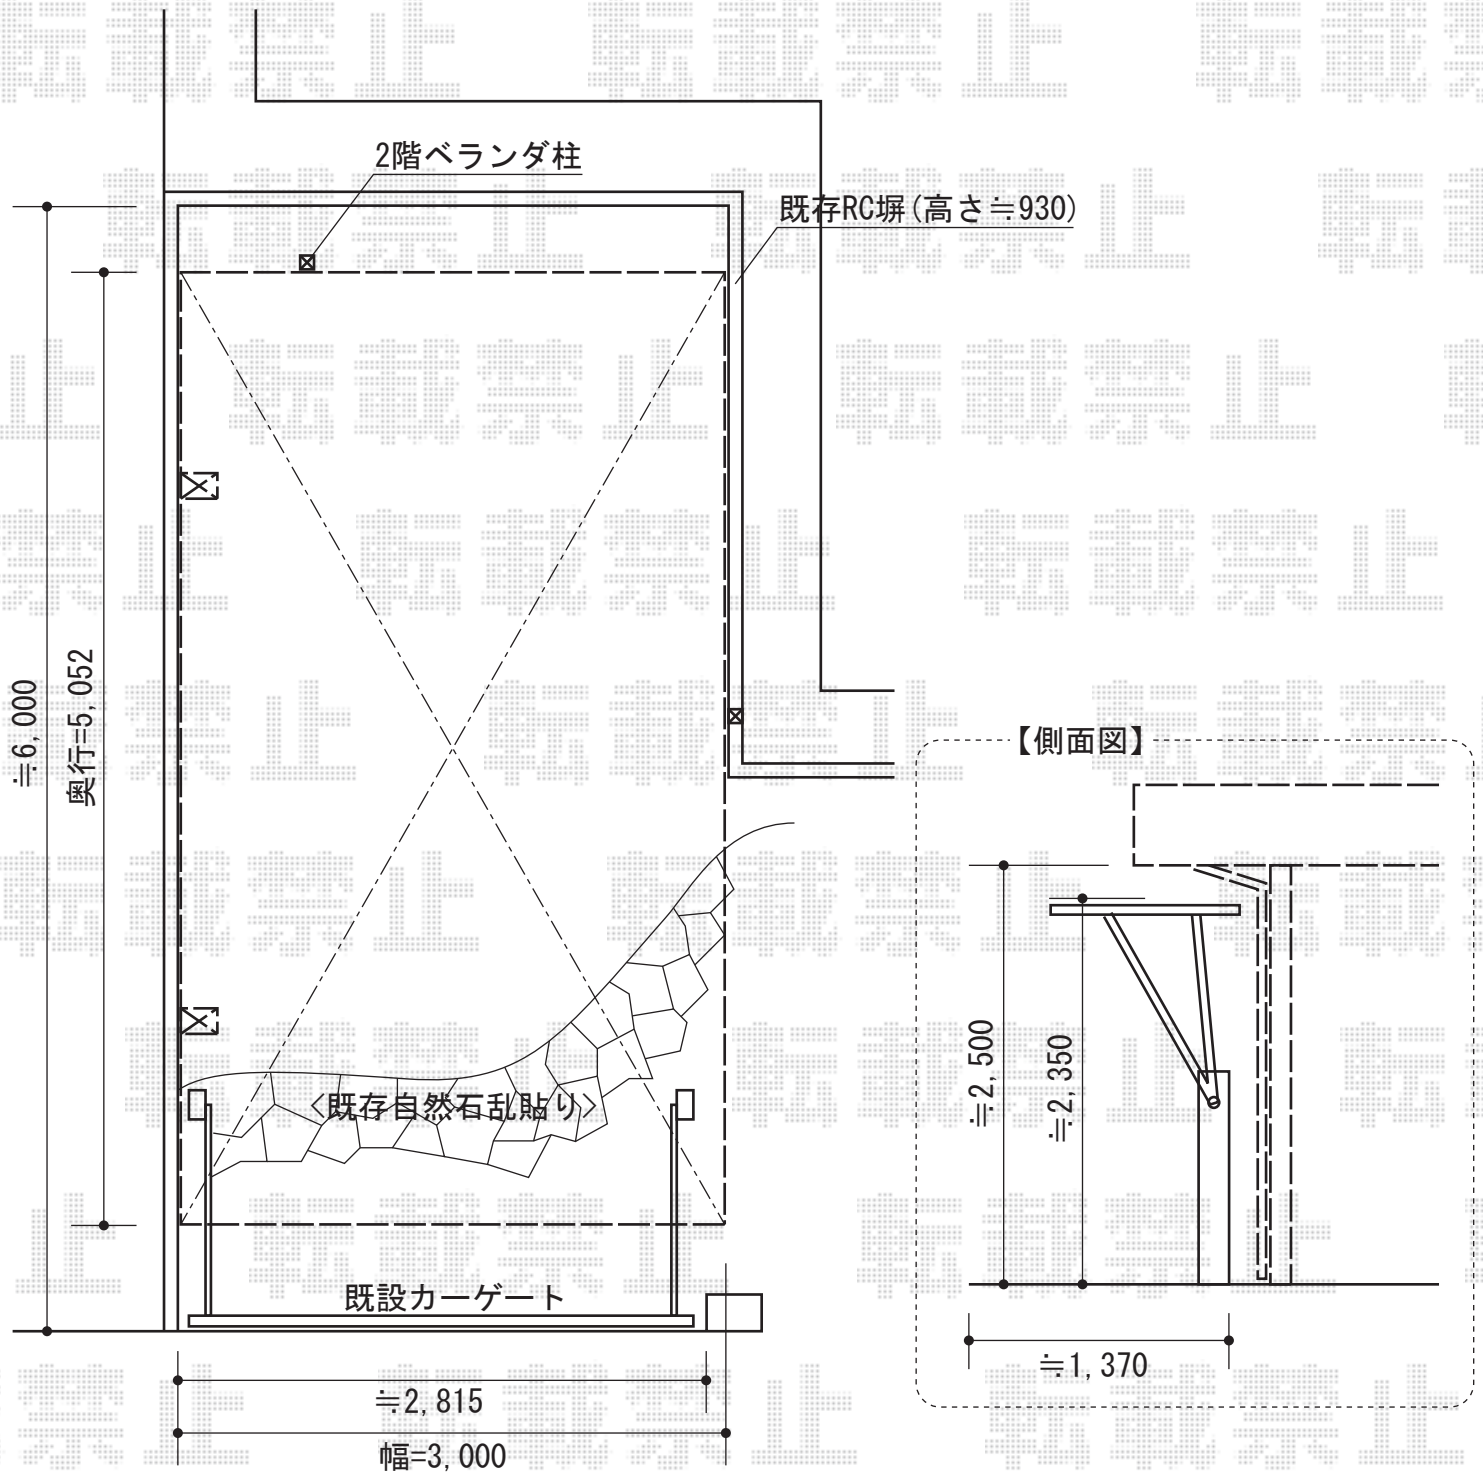 2階ベランダ柱
既存RC塀(高さ≒930)
≒6,000
奥行=5,052
【側面図】
≒2,500
≒2,350
<既存自然石乱貼り>
既設カーゲート
≒1,370
≒2,815
幅=3,000
転載禁止